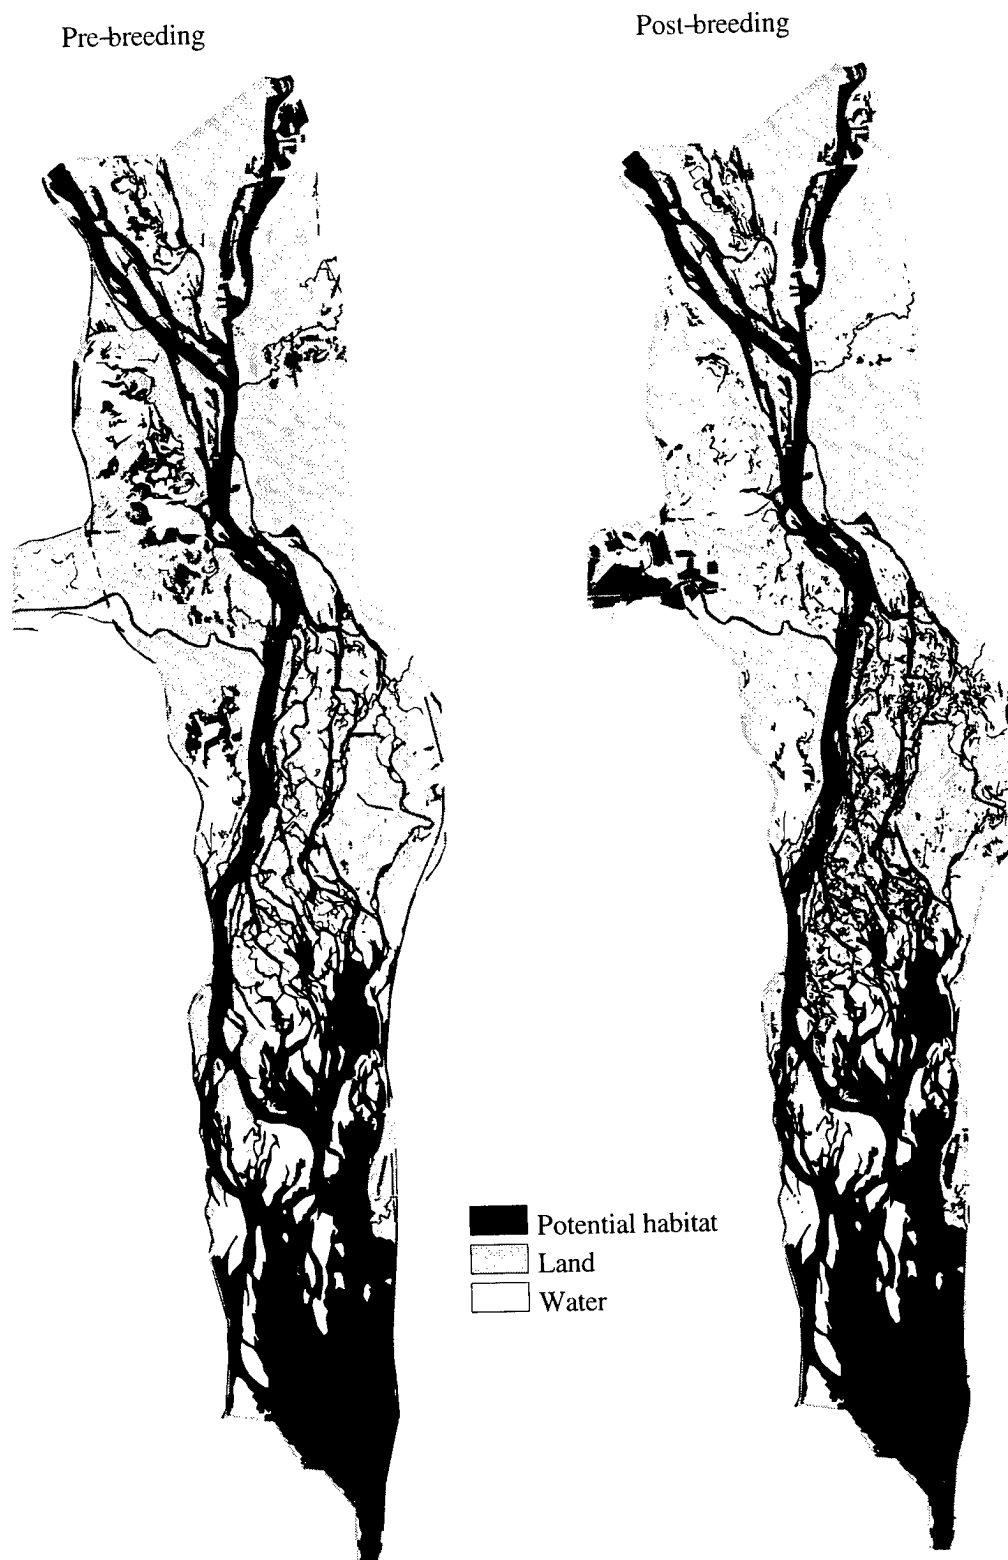 Pre-breeding
Post-breeding
Potential habitat
Land
Water